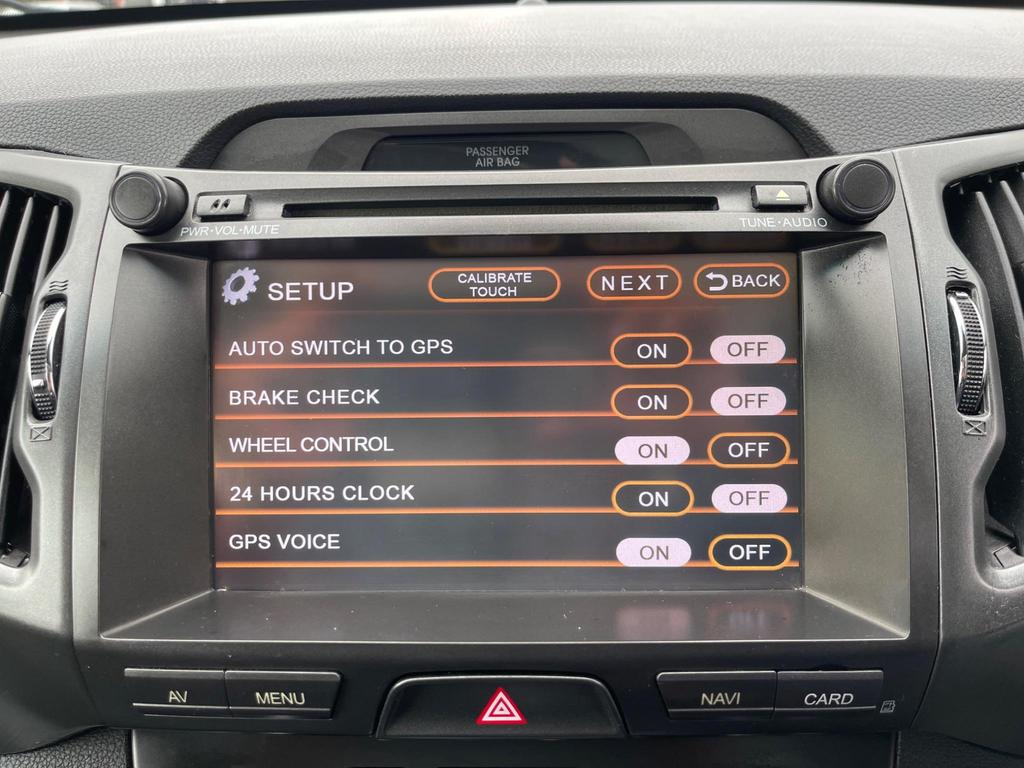 PASSENGER
AIR BAG
PWR•VOL•MUTE
TUNE•AUDIO
SETUP
CALIBRATE
TOUCH
NEXT
BACK
AUTO SWITCH TO GPS ON OFF
BRAKE CHECK ON OFF
WHEEL CONTROL ON OFF
24 HOURS CLOCK ON OFF
GPS VOICE ON OFF
AV MENU NAVI CARD